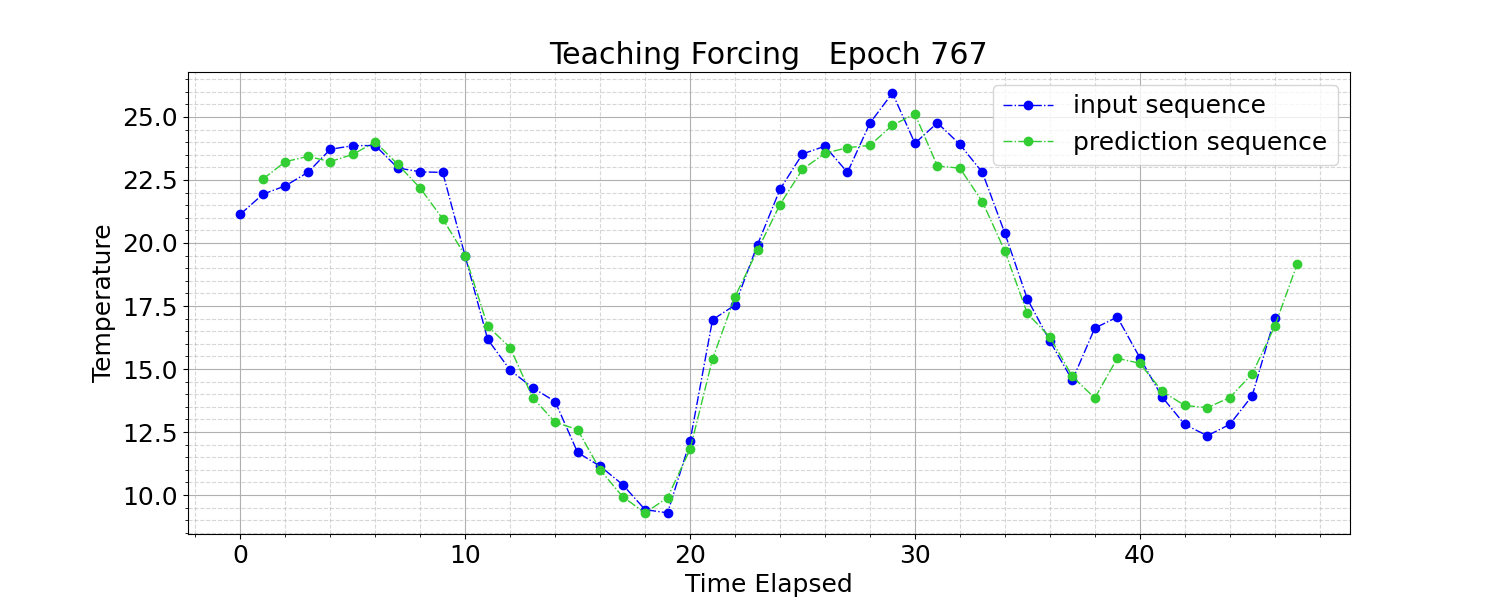 Teaching Forcing   Epoch 767
input sequence
prediction sequence
Temperature
25.0
22.5
20.0
17.5
15.0
12.5
10.0
0 10 20 30 40
Time Elapsed